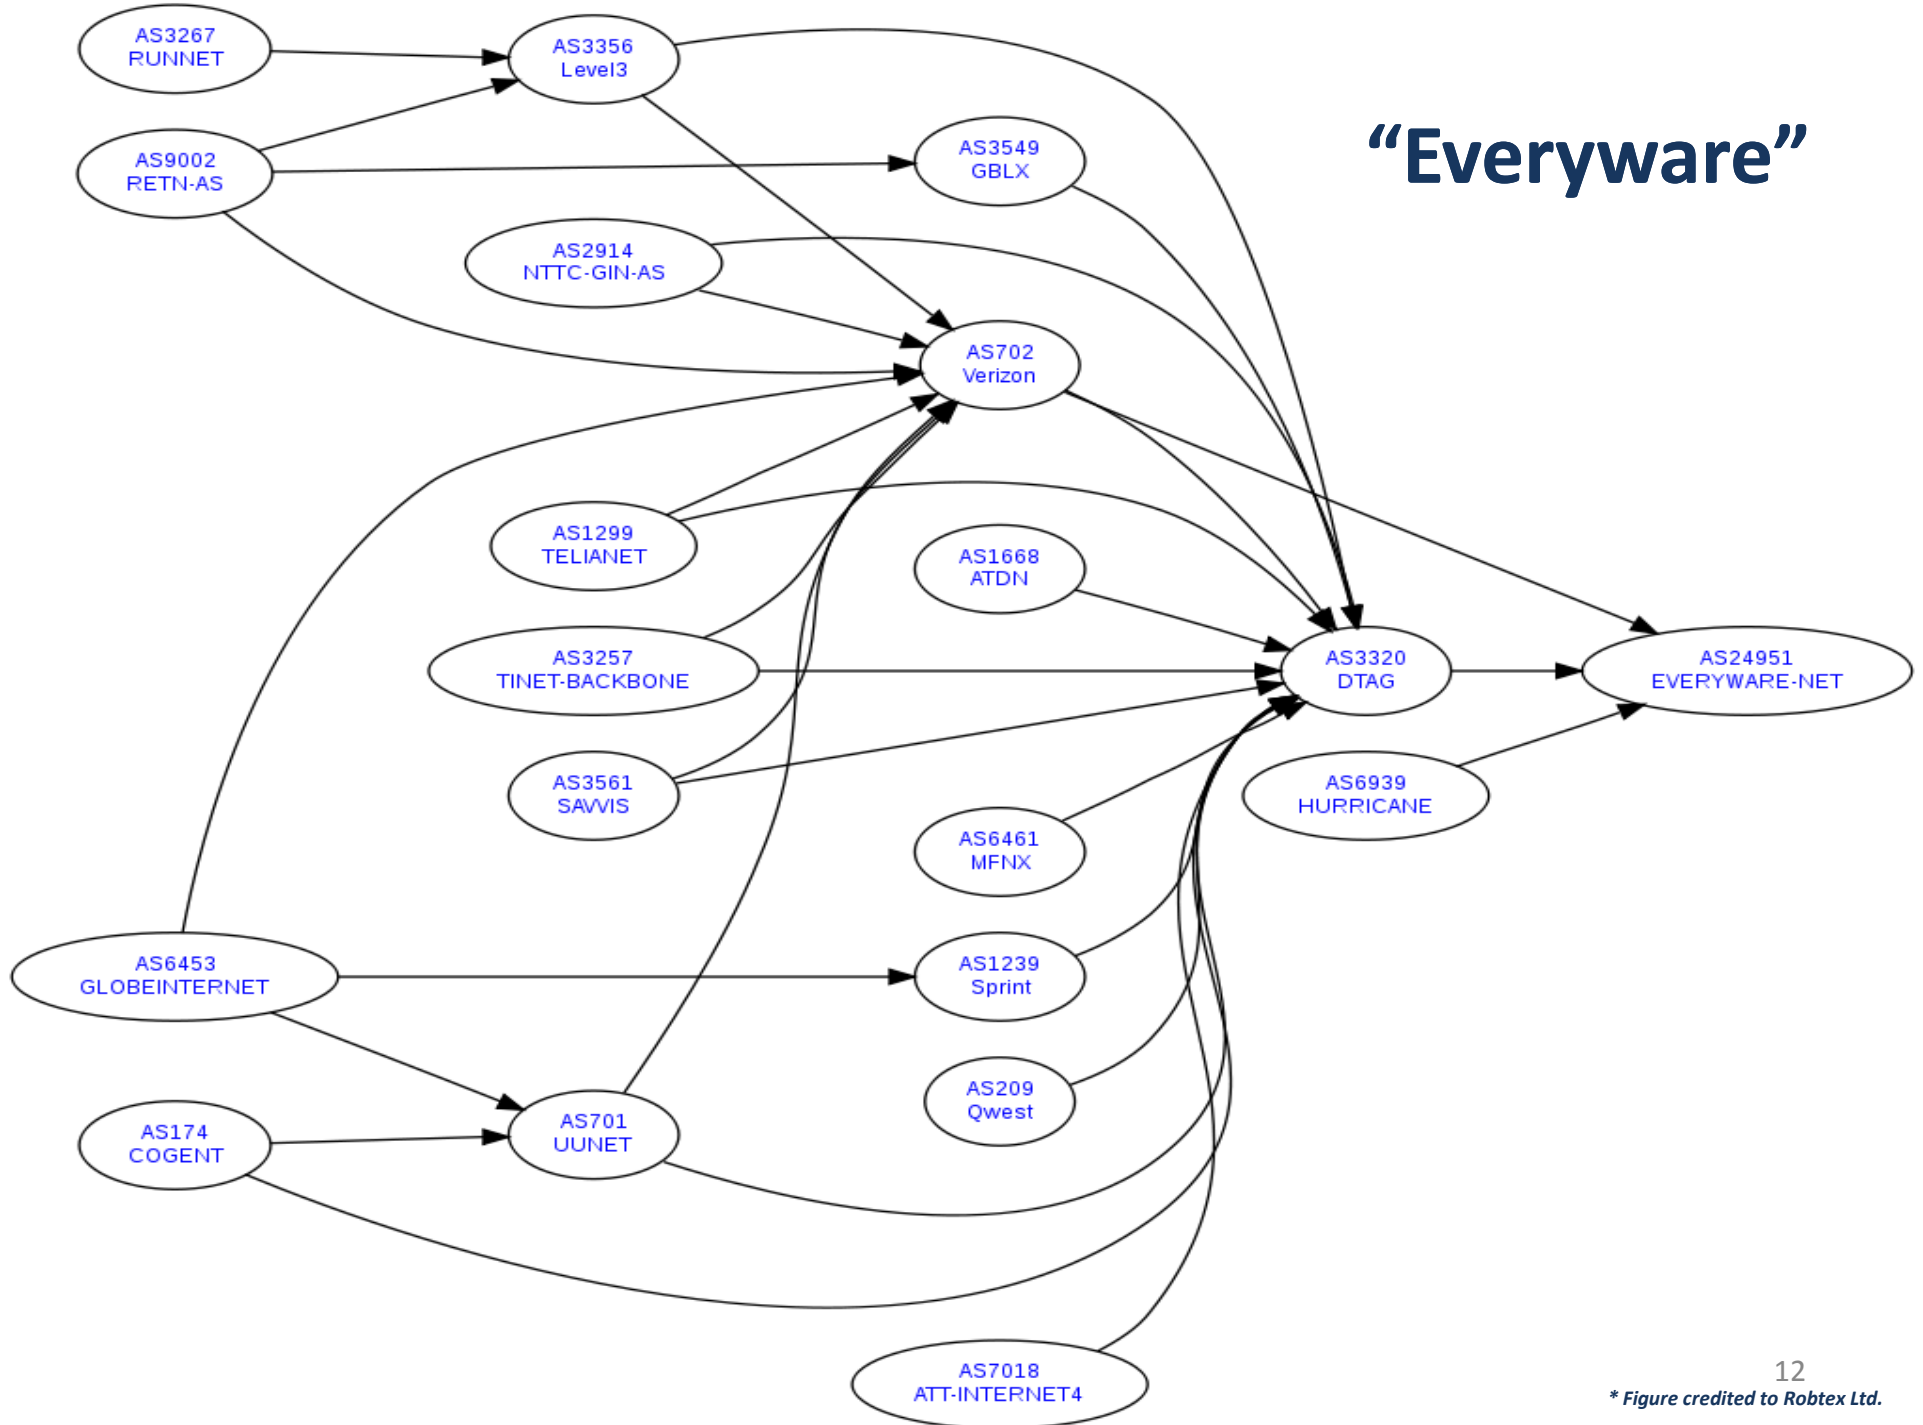 AS3267
RUNNET
AS3356
Level3
“Everyware”
AS9002
RETN-AS
AS3549
GBLX
AS2914
NTTC-GIN-AS
AS702
Verizon
AS1299
TELIANET
AS1668
ATDN
AS3257
TINET-BACKBONE
AS3320
DTAG
AS24951
EVERYWARE-NET
AS3561
SAVVIS
AS6939
HURRICANE
AS6461
MFNX
AS6453
GLOBEINTERNET
AS1239
Sprint
AS209
Qwest
AS174
COGENT
AS701
UUNET
AS7018
ATT-INTERNET4
12
* Figure credited to Robtex Ltd.